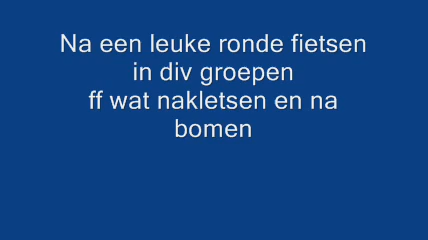 Na een leuke ronde fietsen
in div groepen
ff wat nakletsen en na
bomen